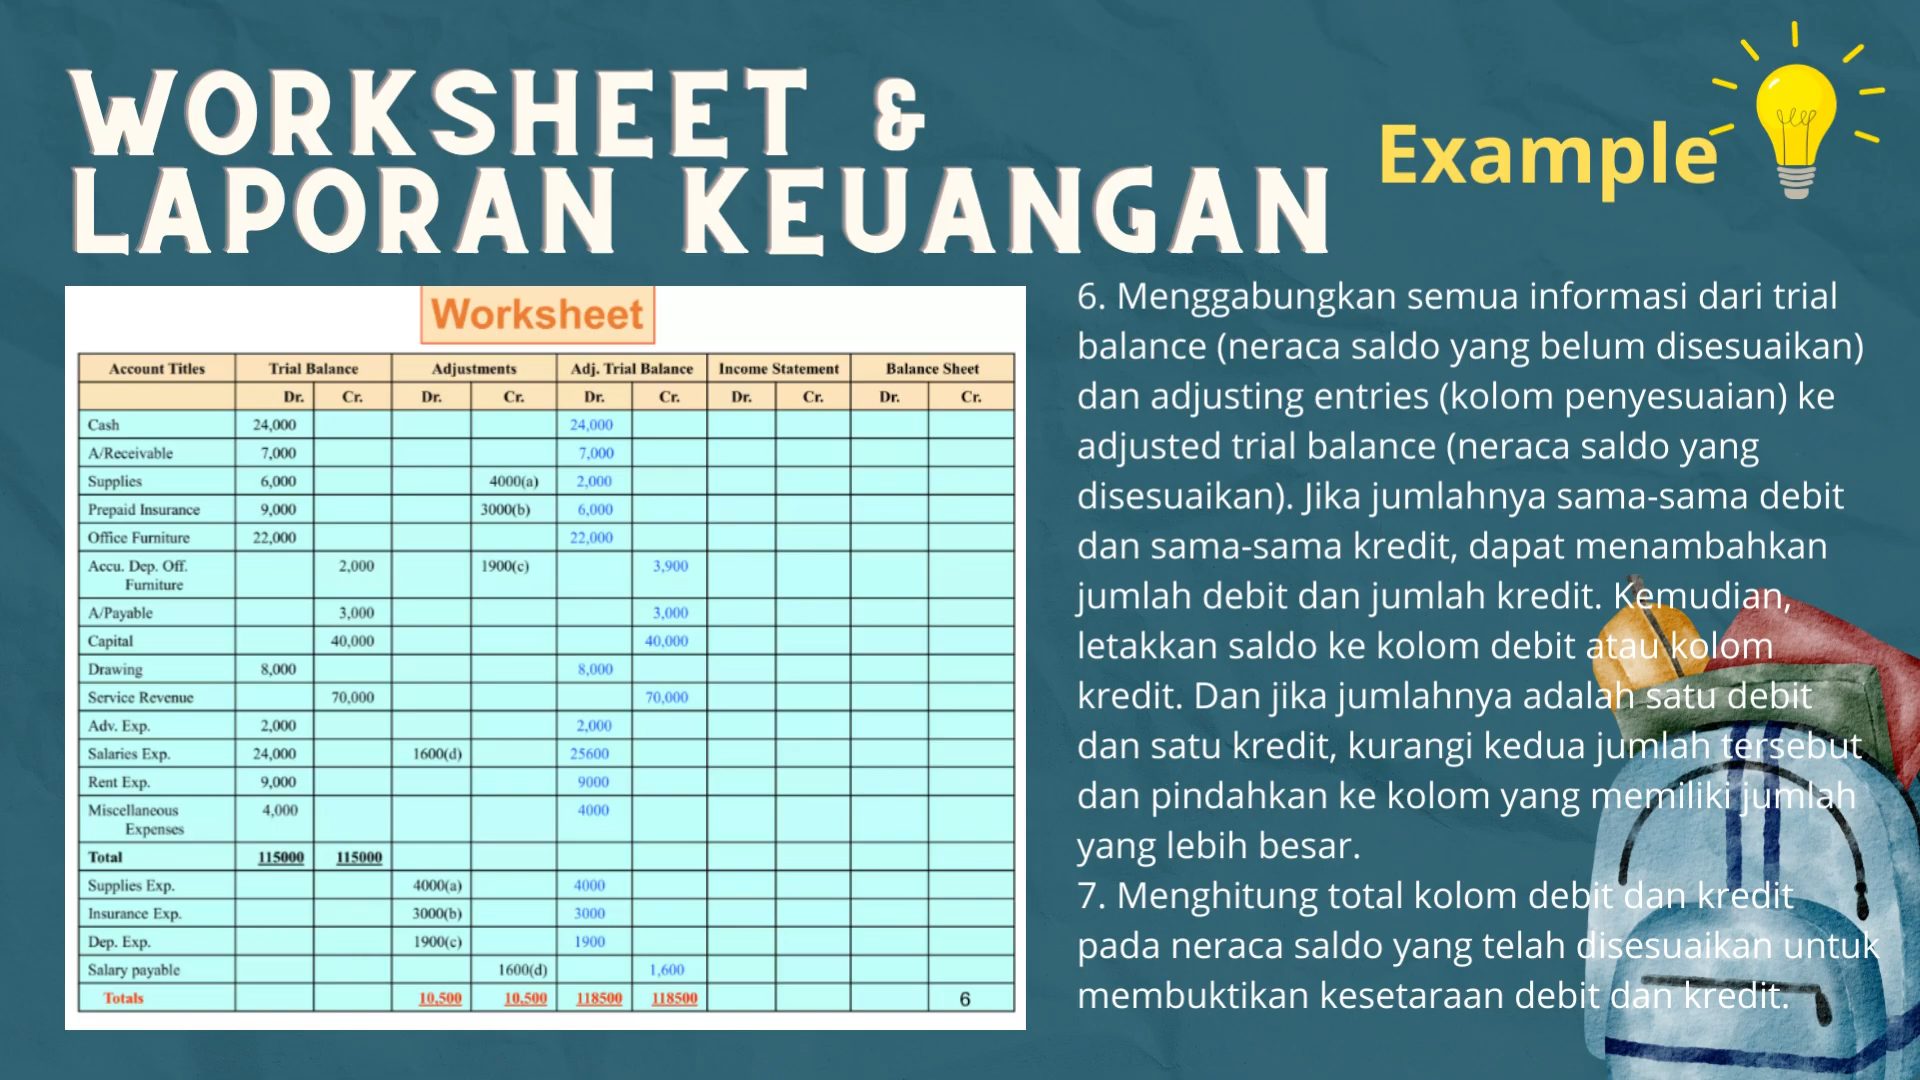 WORKSHEET &
LAPORAN KEUANGAN
Example
Worksheet
Account Titles Trial Balance Adjustments Adj. Trial Balance Income Statement Balance Sheet
Dr. Cr. Dr. Cr. Dr. Cr. Dr. Cr. Dr. Cr.
Cash 24,000 24,000
A/Receivable 7,000 7,000
Supplies 6,000 4000(a) 2,000
Prepaid Insurance 9,000 3000(b) 6,000
Office Furniture 22,000 22,000
Accu. Dep. Off. 2,000 1900(c) 3,900
Furniture
A/Payable 3,000 3,000
Capital 40,000 40,000
Drawing 8,000 8,000
Service Revenue 70,000 70,000
Adv. Exp. 2,000 2,000
Salaries Exp. 24,000 1600(d) 25600
Rent Exp. 9,000 9000
Miscellaneous 4,000 4000
Expenses
Total 115000 115000
Supplies Exp. 4000(a) 4000
Insurance Exp. 3000(b) 3000
Dep. Exp. 1900(c) 1900
Salary payable 1600(d) 1,600
Totals 10,500 10,500 118500 118500 6
6. Menggabungkan semua informasi dari trial
balance (neraca saldo yang belum disesuaikan)
dan adjusting entries (kolom penyesuaian) ke
adjusted trial balance (neraca saldo yang
disesuaikan). Jika jumlahnya sama-sama debit
dan sama-sama kredit, dapat menambahkan
jumlah debit dan jumlah kredit. Kemudian,
letakkan saldo ke kolom debit atau kolom
kredit. Dan jika jumlahnya adalah satu debit
dan satu kredit, kurangi kedua jumlah tersebut
dan pindahkan ke kolom yang memiliki jumlah
yang lebih besar.
7. Menghitung total kolom debit dan kredit
pada neraca saldo yang telah disesuaikan untuk
membuktikan kesetaraan debit dan kredit.